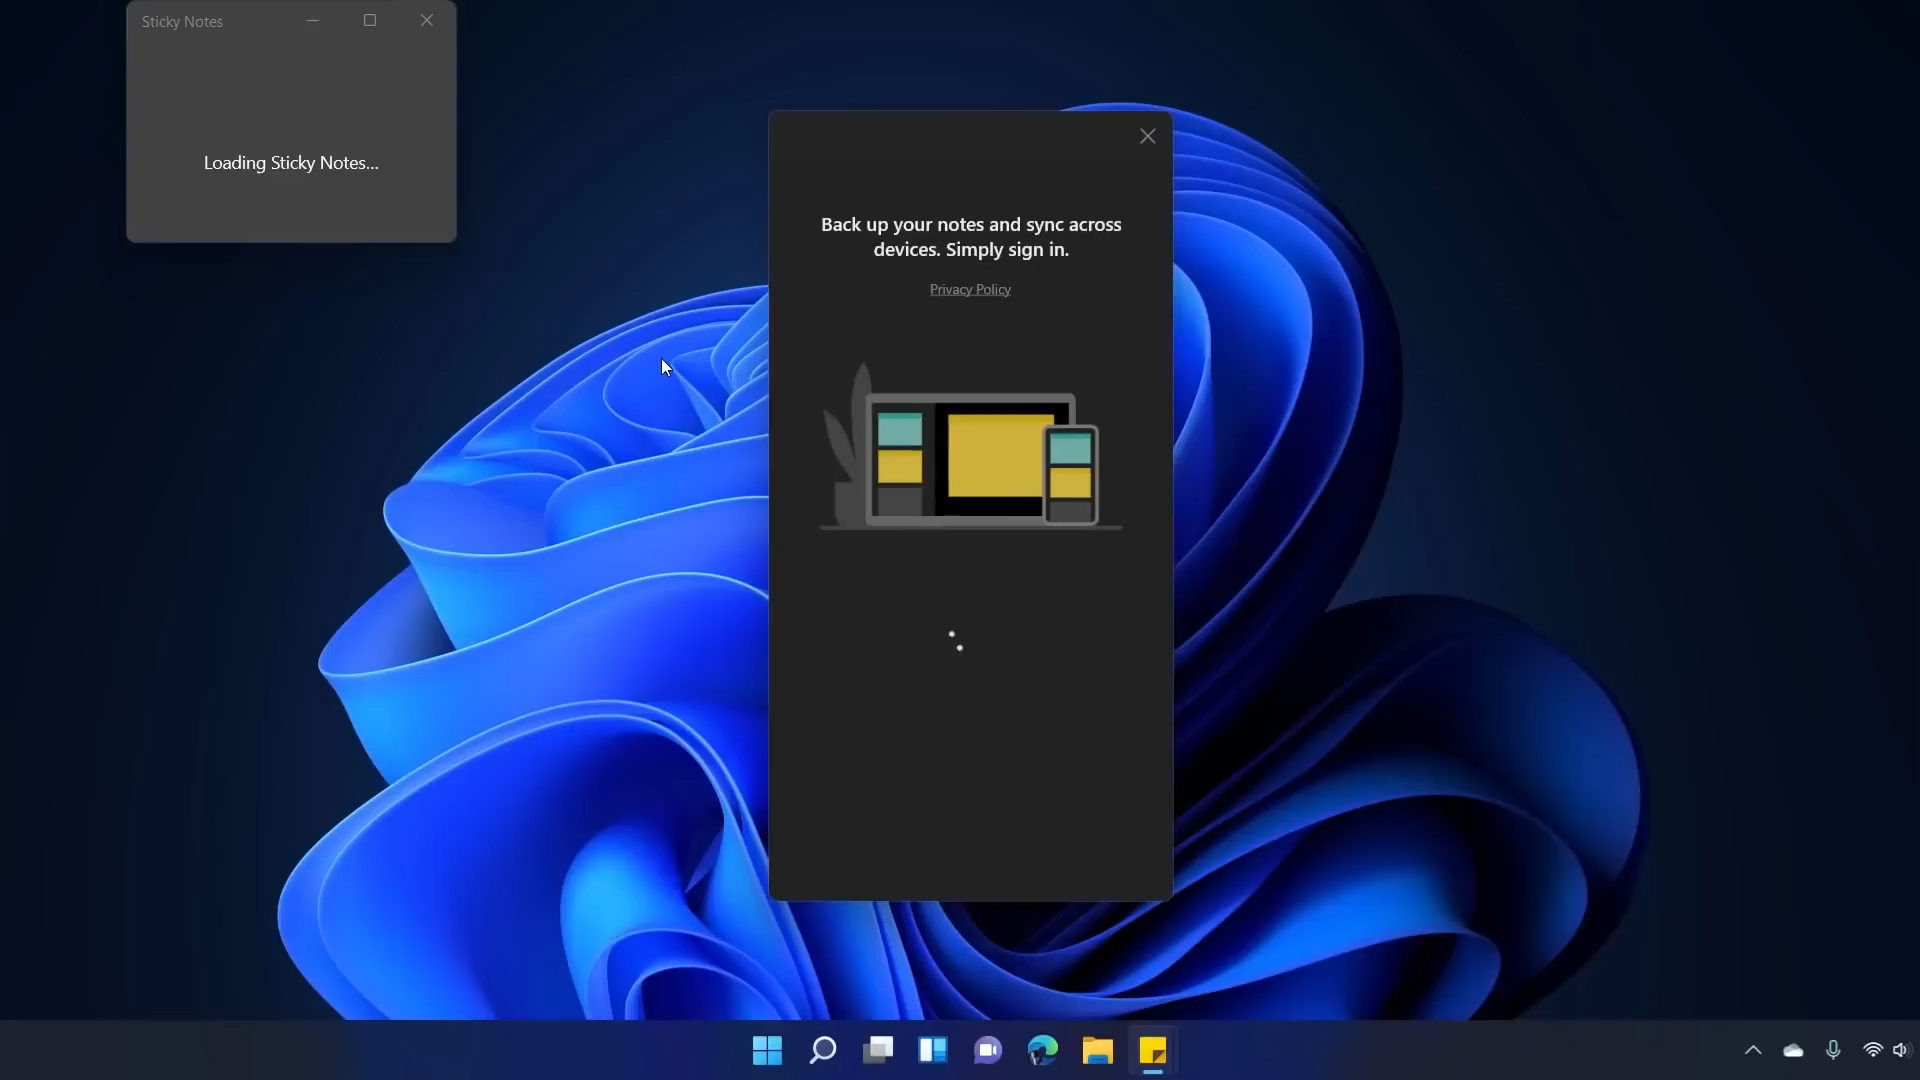 Sticky Notes
Loading Sticky Notes...
Back up your notes and sync across
devices. Simply sign in.
Privacy Policy